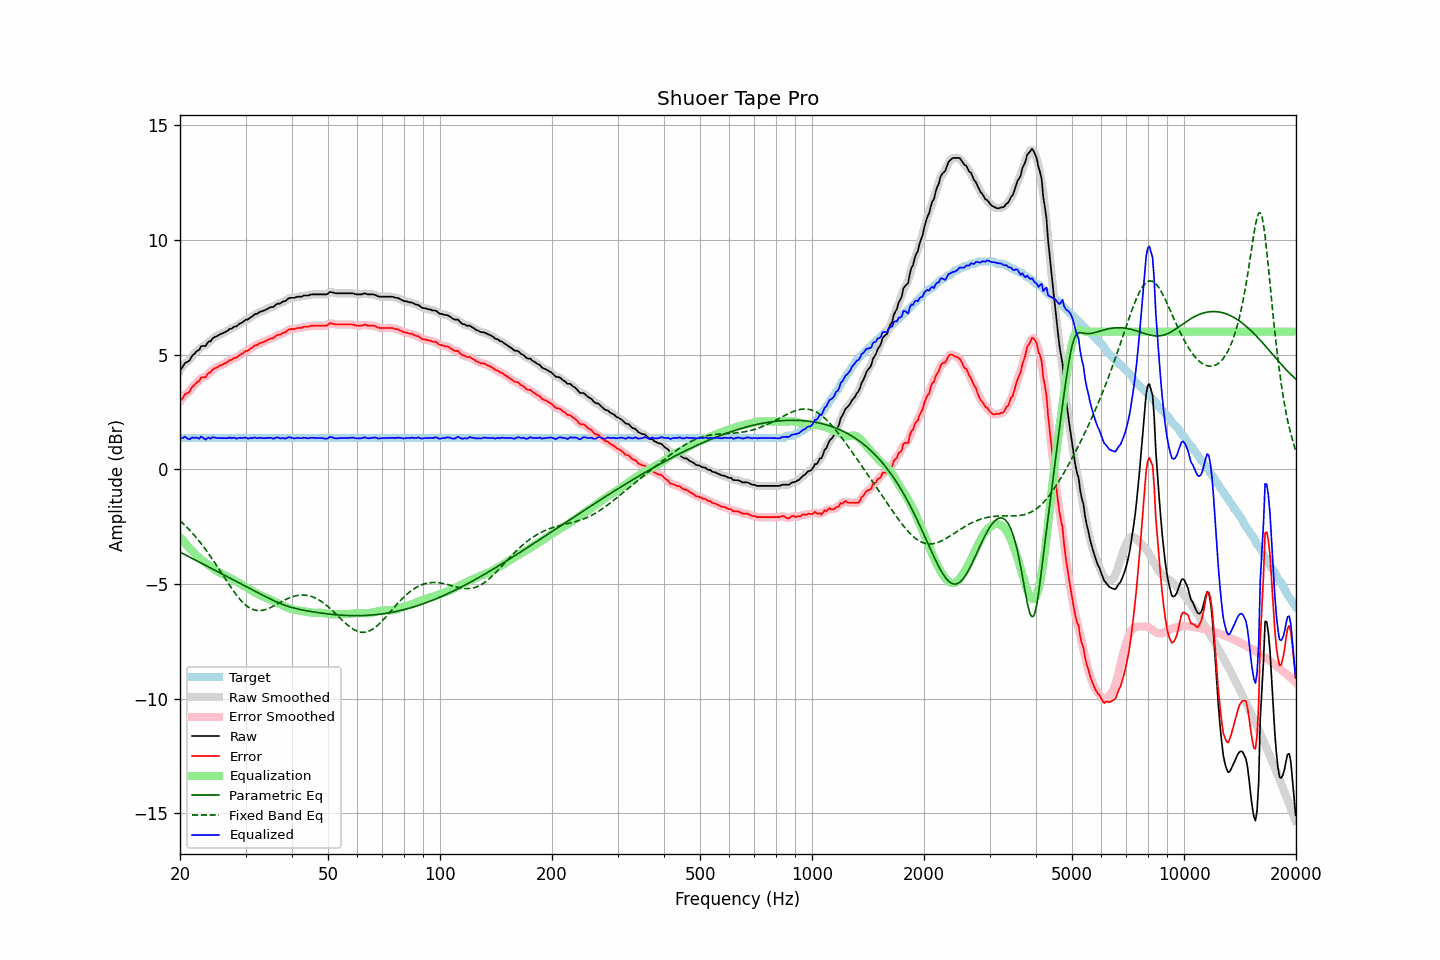 Shuoer Tape Pro
15
10
5
0
−5
−10
−15
Amplitude (dBr)
Target
Raw Smoothed
Error Smoothed
Raw
Error
Equalization
Parametric Eq
Fixed Band Eq
Equalized
20
50
100
200
500
1000
2000
5000
10000
20000
Frequency (Hz)